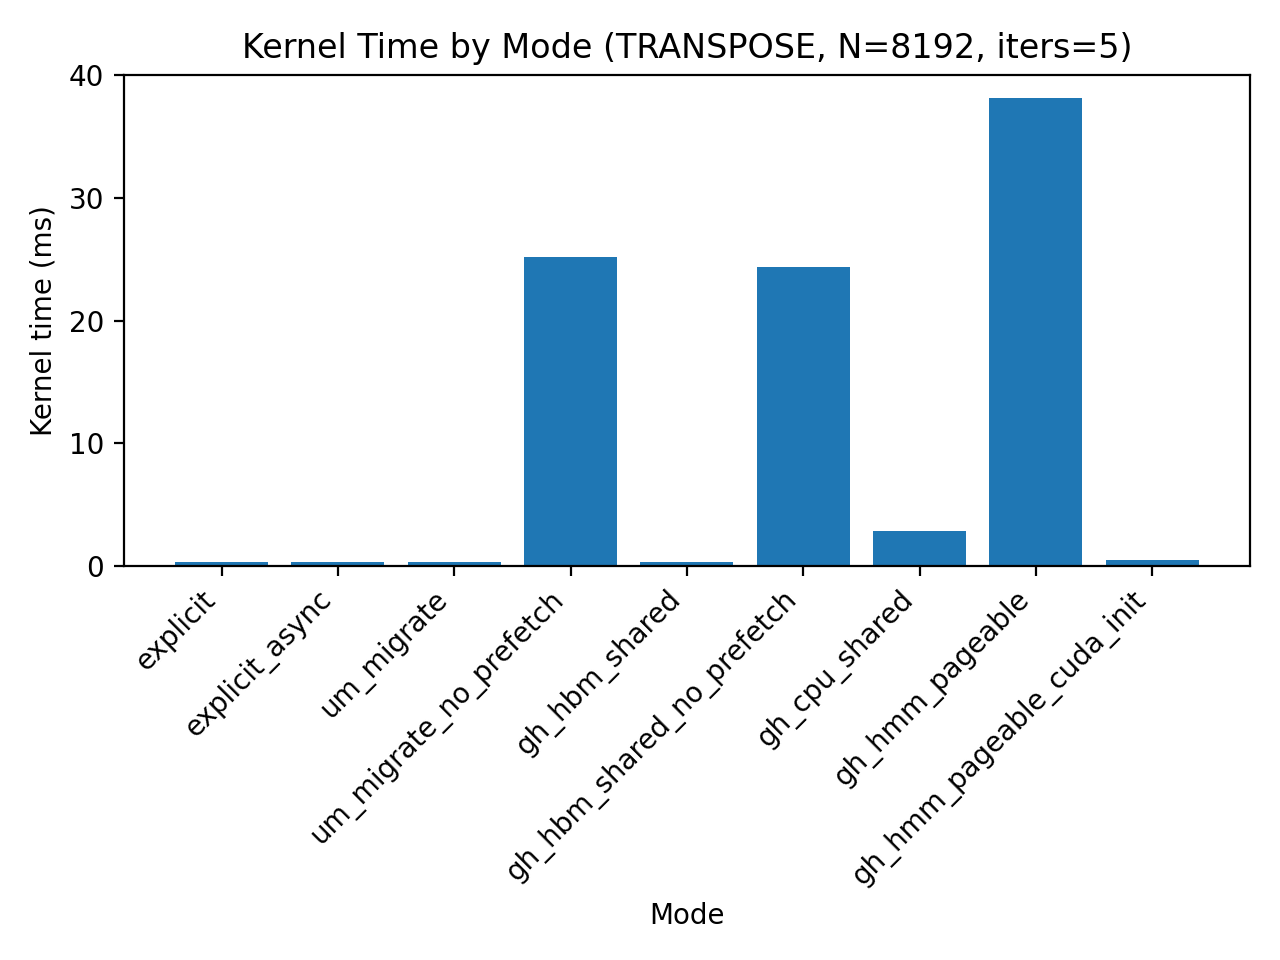 Kernel Time by Mode (TRANSPOSE, N=8192, iters=5)
Kernel time (ms)
40
30
20
10
0
explicit
explicit_async
um_migrate
um_migrate_no_prefetch
gh_hbm_shared
gh_hbm_shared_no_prefetch
gh_cpu_shared
gh_hmm_pageable
gh_hmm_pageable_cuda_init
Mode